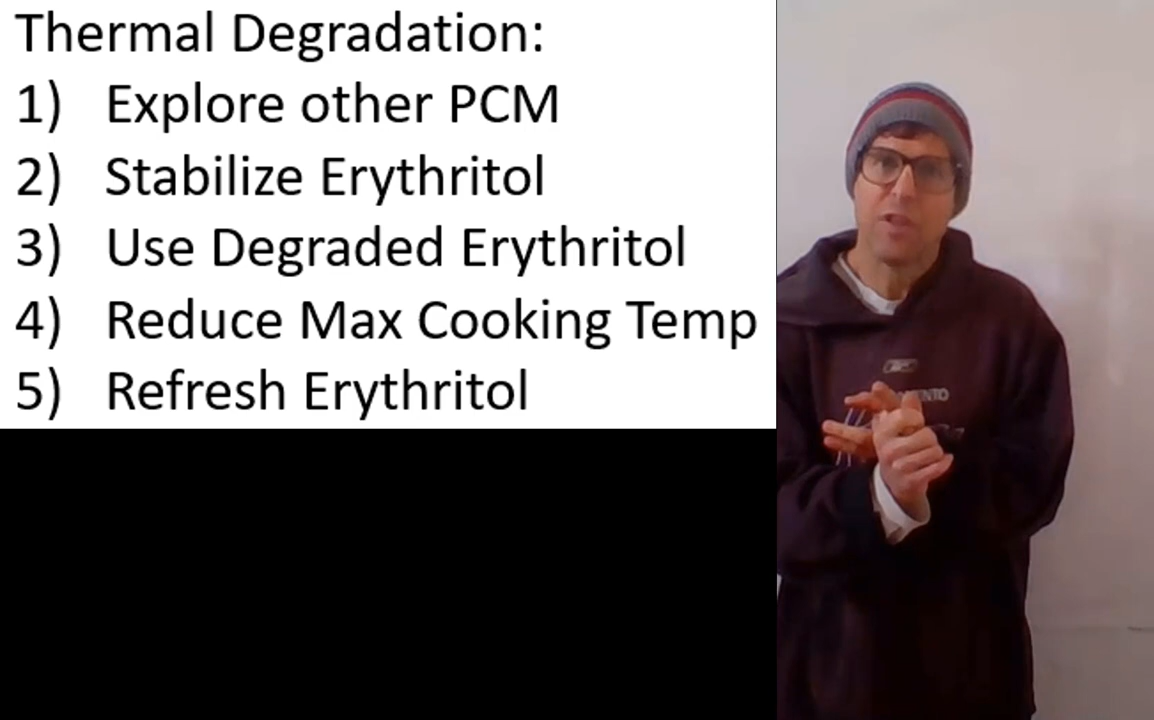 Thermal Degradation:
1) Explore other PCM
2) Stabilize Erythritol
3) Use Degraded Erythritol
4) Reduce Max Cooking Temp
5) Refresh Erythritol